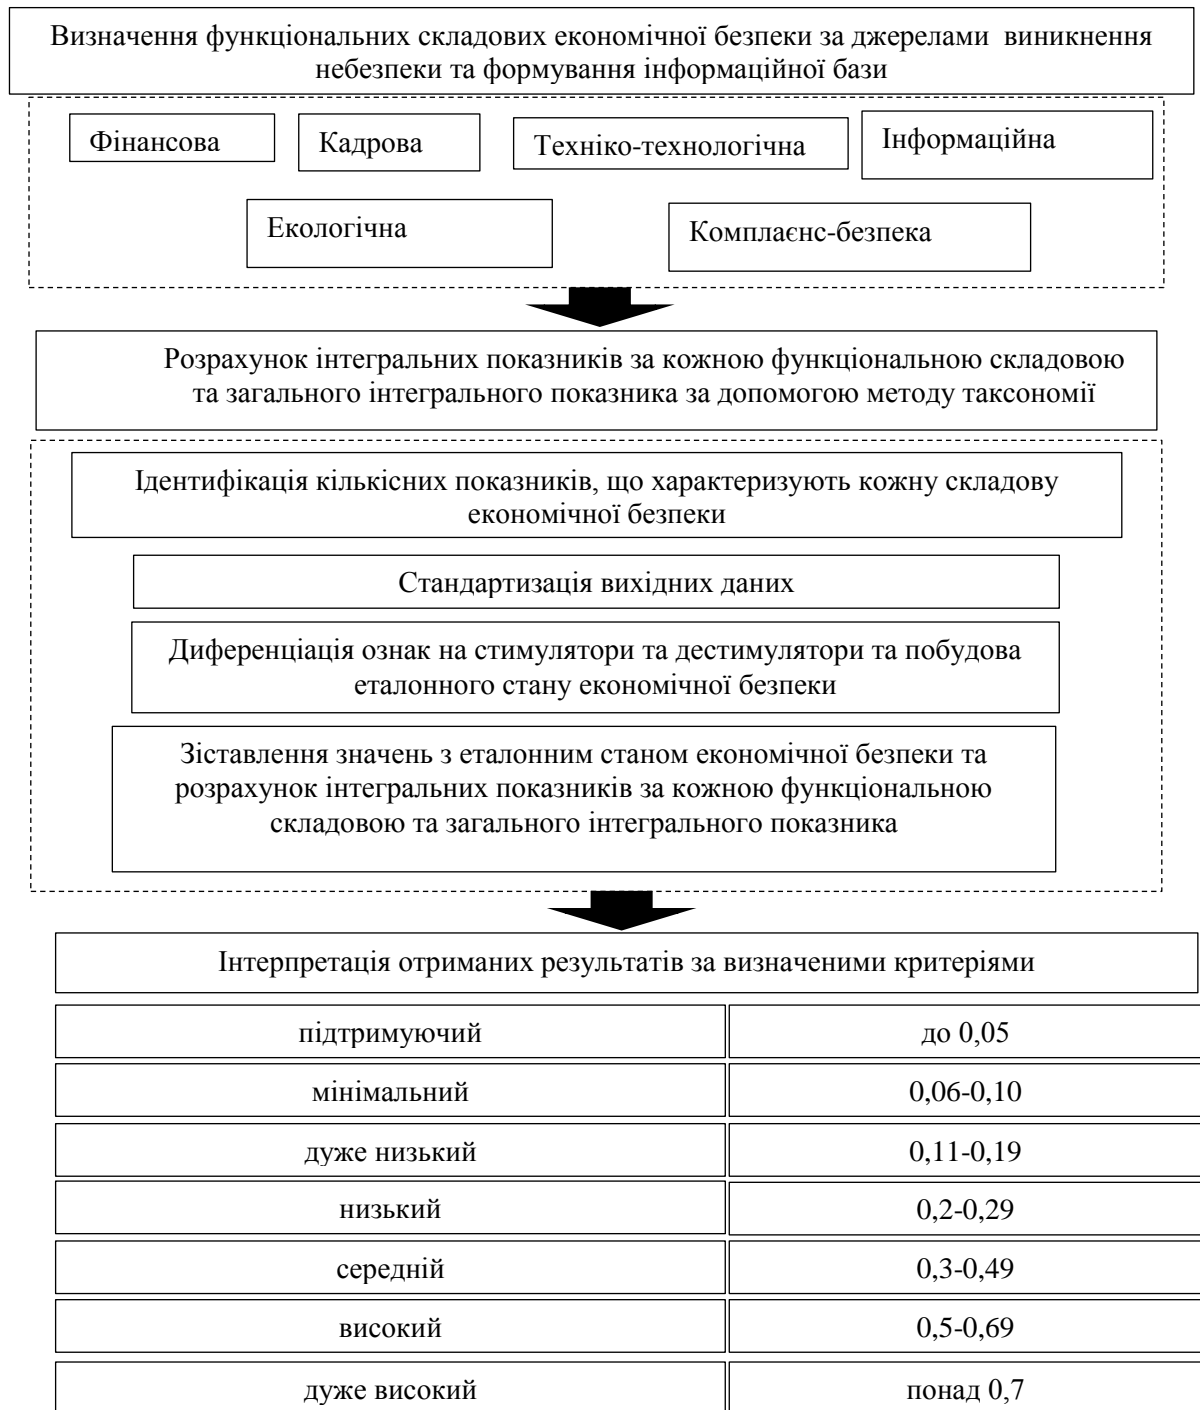 Визначення функціональних складових економічної безпеки за джерелами виникнення
небезпеки та формування інформаційної бази
Фінансова
Кадрова
Техніко-технологічна
Інформаційна
Екологічна
Комплаєнс-безпека
Розрахунок інтегральних показників за кожною функціональною складовою
та загального інтегрального показника за допомогою методу таксономії
Ідентифікація кількісних показників, що характеризують кожну складову
економічної безпеки
Стандартизація вихідних даних
Диференціація ознак на стимулятори та дестимулятори та побудова
еталонного стану економічної безпеки
Зіставлення значень з еталонним станом економічної безпеки та
розрахунок інтегральних показників за кожною функціональною
складовою та загального інтегрального показника
Інтерпретація отриманих результатів за визначеними критеріями
підтримуючий до 0,05
мінімальний 0,06-0,10
дуже низький 0,11-0,19
низький 0,2-0,29
середній 0,3-0,49
високий 0,5-0,69
дуже високий понад 0,7